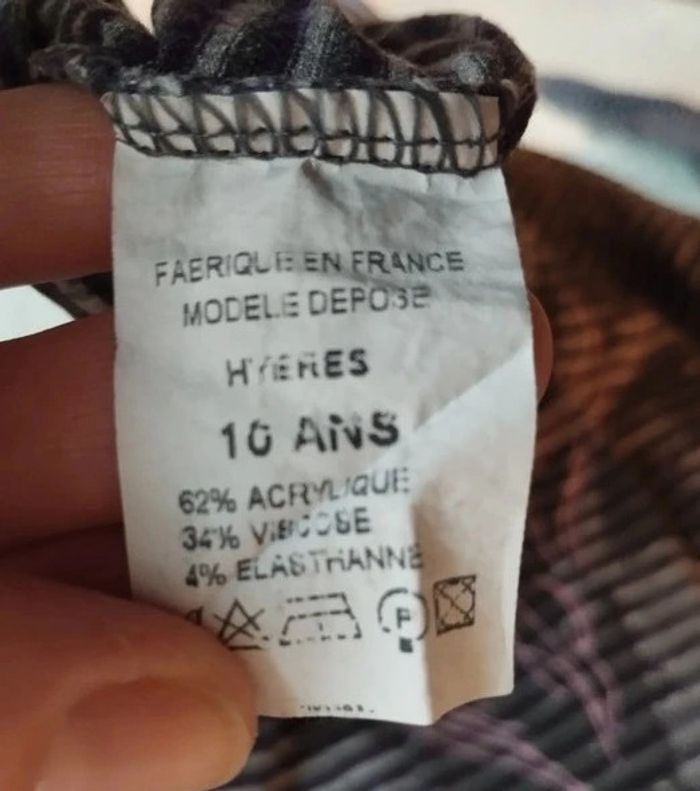 FABRIQUE EN FRANCE
MODELE DEPOSE
HYERES
10 ANS
62% ACRYLIQUE
34% VISCOSE
4% ELASTHANNE
P